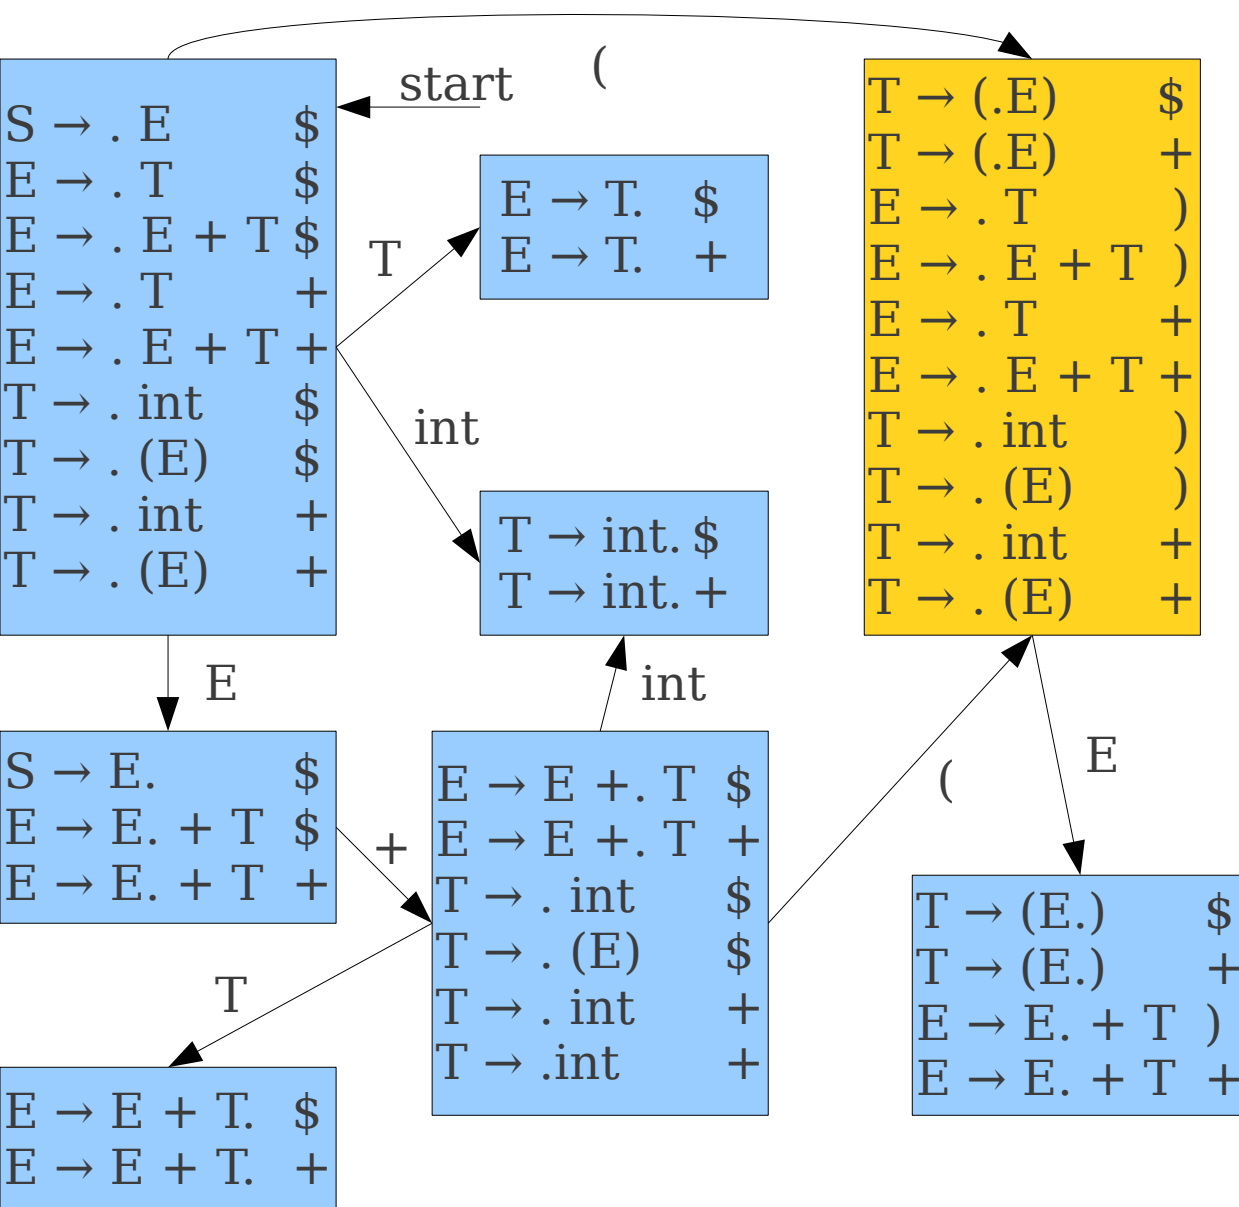 (
start
S → . E $
E → . T $
E → . E + T $
E → . T +
E → . E + T +
T → . int $
T → . (E) $
T → . int +
T → . (E) +
T
E → T. $
E → T. +
int
T → int. $
T → int. +
T → (.E) $
T → (.E) +
E → . T )
E → . E + T )
E → . T +
E → . E + T +
T → . int )
T → . (E) )
T → . int +
T → . (E) +
E
int
S → E. $
E → E. + T $
E → E. + T +
+
E → E +. T $
E → E +. T +
T → . int $
T → . (E) $
T → . int +
T → .int +
(
E
T → (E.) $
T → (E.) +
E → E. + T )
E → E. + T +
T
E → E + T. $
E → E + T. +